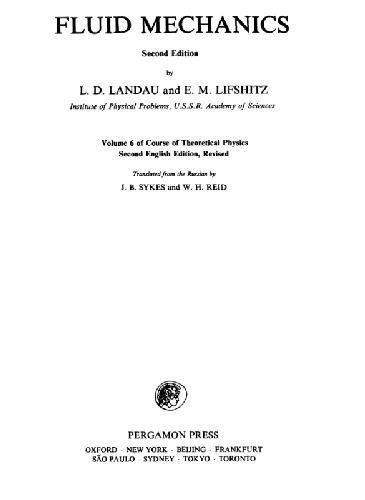 FLUID MECHANICS
Second Edition
by
L. D. LANDAU and E. M. LIFSHITZ
Institute of Physical Problems, U.S.S.R. Academy of Sciences
Volume 6 of Course of Theoretical Physics
Second English Edition, Revised
Translated from the Russian by
J. B. SYKES and W. H. REID
PERGAMON PRESS
OXFORD · NEW YORK · BEIJING · FRANKFURT
SÃO PAULO · SYDNEY · TOKYO · TORONTO